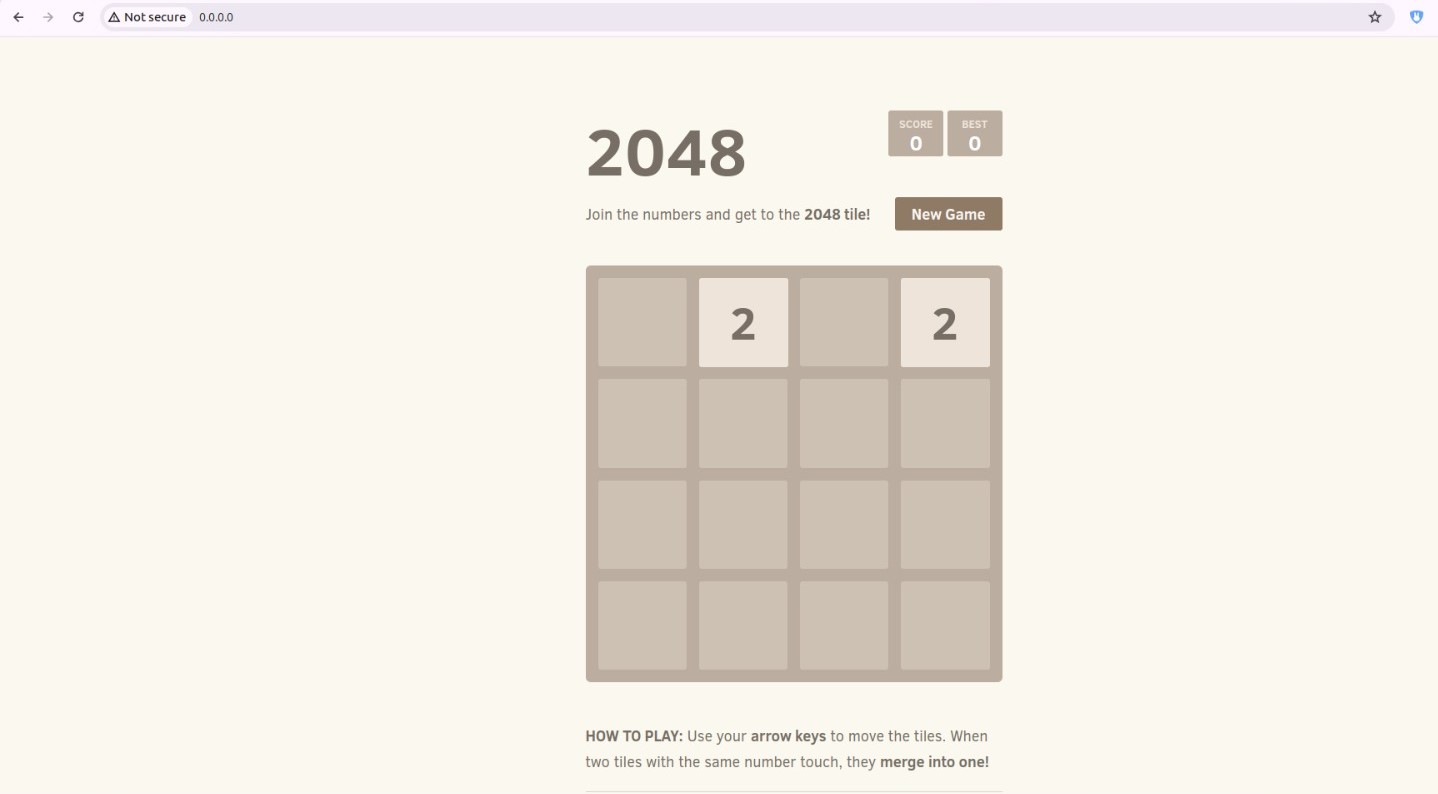 Not secure 0.0.0.0
2048
SCORE BEST
0 0
Join the numbers and get to the 2048 tile!
New Game
2 2
HOW TO PLAY: Use your arrow keys to move the tiles. When
two tiles with the same number touch, they merge into one!